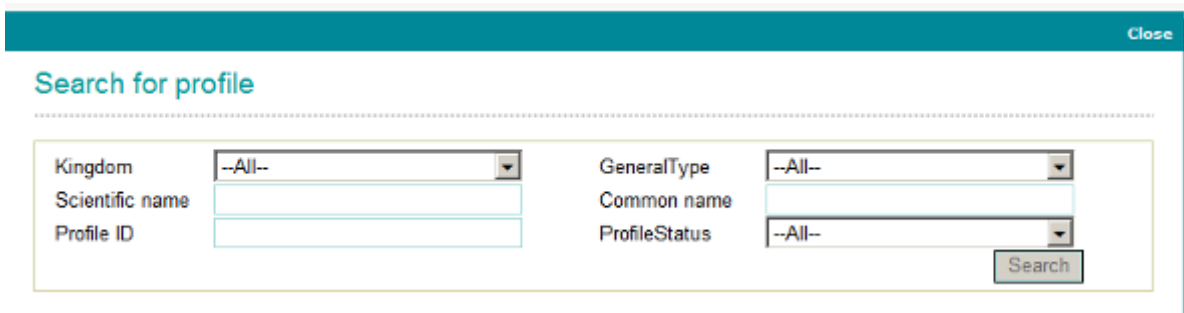 Close
Search for profile
Kingdom --All-- GeneralType --All--
Scientific name Common name
Profile ID ProfileStatus --All--
Search